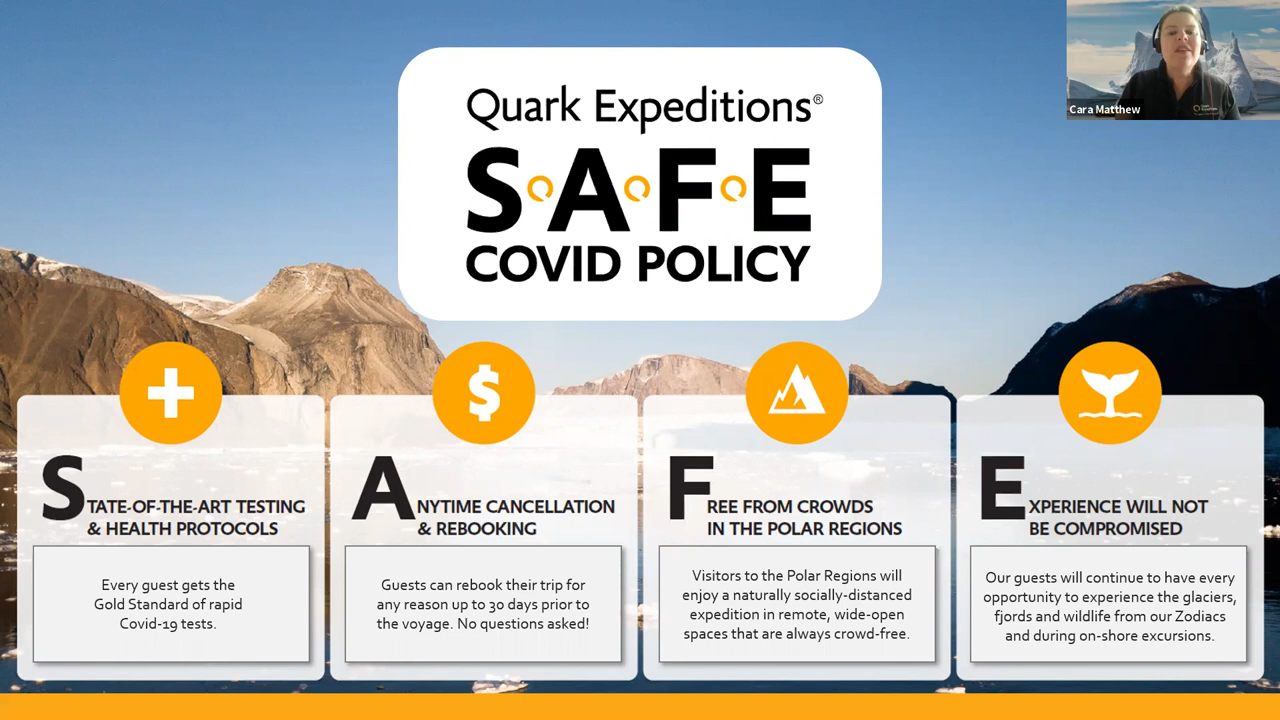 Cara Matthew
Quark Expeditions®
S.A.F.E
COVID POLICY
STATE-OF-THE-ART TESTING
& HEALTH PROTOCOLS
Every guest gets the
Gold Standard of rapid
Covid-19 tests.
ANYTIME CANCELLATION
& REBOOKING
Guests can rebook their trip for
any reason up to 30 days prior to
the voyage. No questions asked!
FREE FROM CROWDS
IN THE POLAR REGIONS
Visitors to the Polar Regions will
enjoy a naturally socially-distanced
expedition in remote, wide-open
spaces that are always crowd-free.
EXPERIENCE WILL NOT
BE COMPROMISED
Our guests will continue to have every
opportunity to experience the glaciers,
fjords and wildlife from our Zodiacs
and during on-shore excursions.